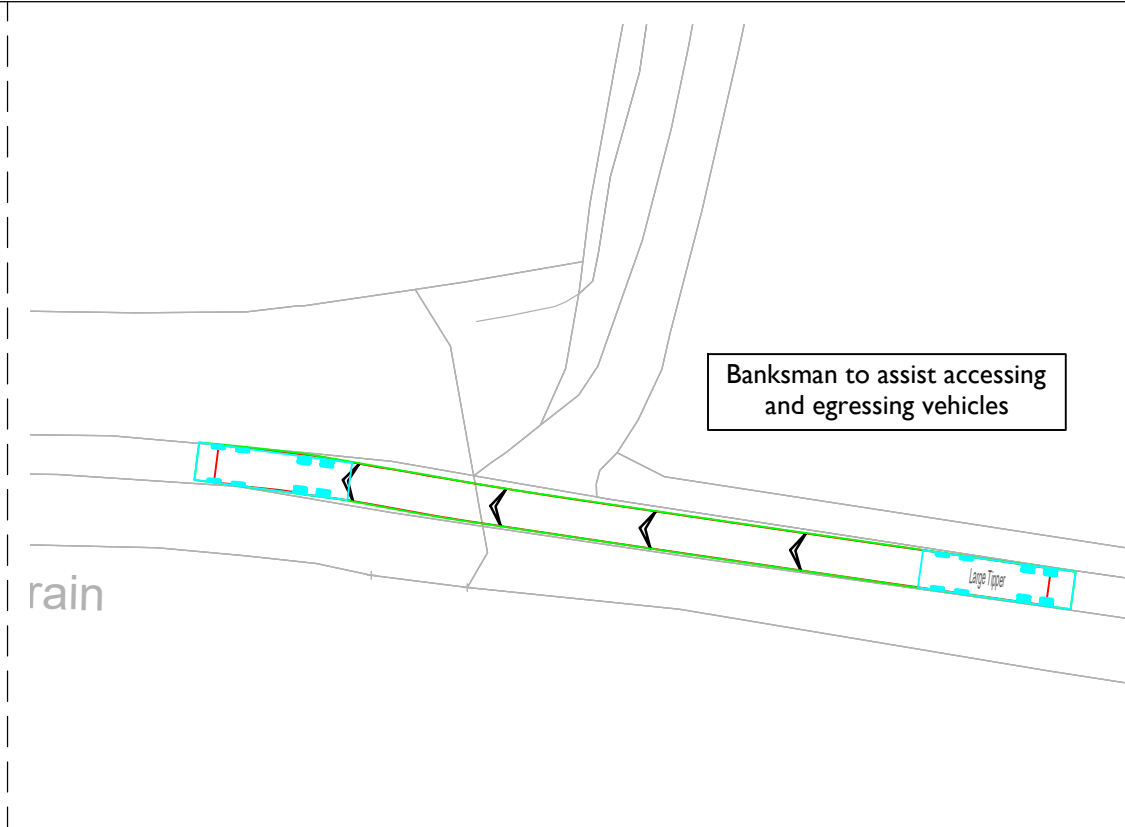 Banksman to assist accessing
and egressing vehicles
Large Tipper
rain